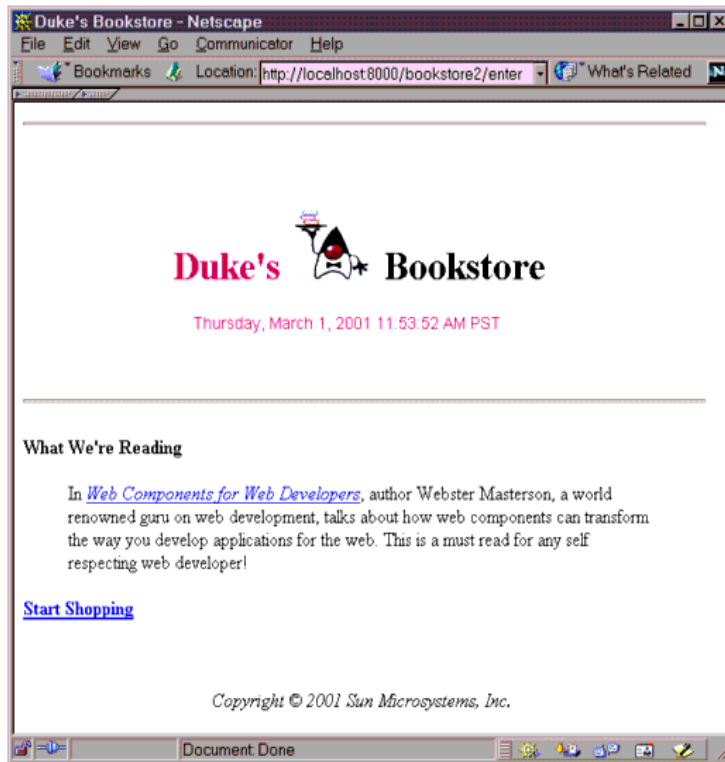 Duke's Bookstore - Netscape
File Edit View Go Communicator Help
Bookmarks Location: http://localhost:8000/bookstore2/enter What's Related N
Duke's Bookstore
Thursday, March 1, 2001 11:53:52 AM PST
What We're Reading
In Web Components for Web Developers, author Webster Masterson, a world
renowned guru on web development, talks about how web components can transform
the way you develop applications for the web. This is a must read for any self
respecting web developer!
Start Shopping
Copyright © 2001 Sun Microsystems, Inc.
Document: Done